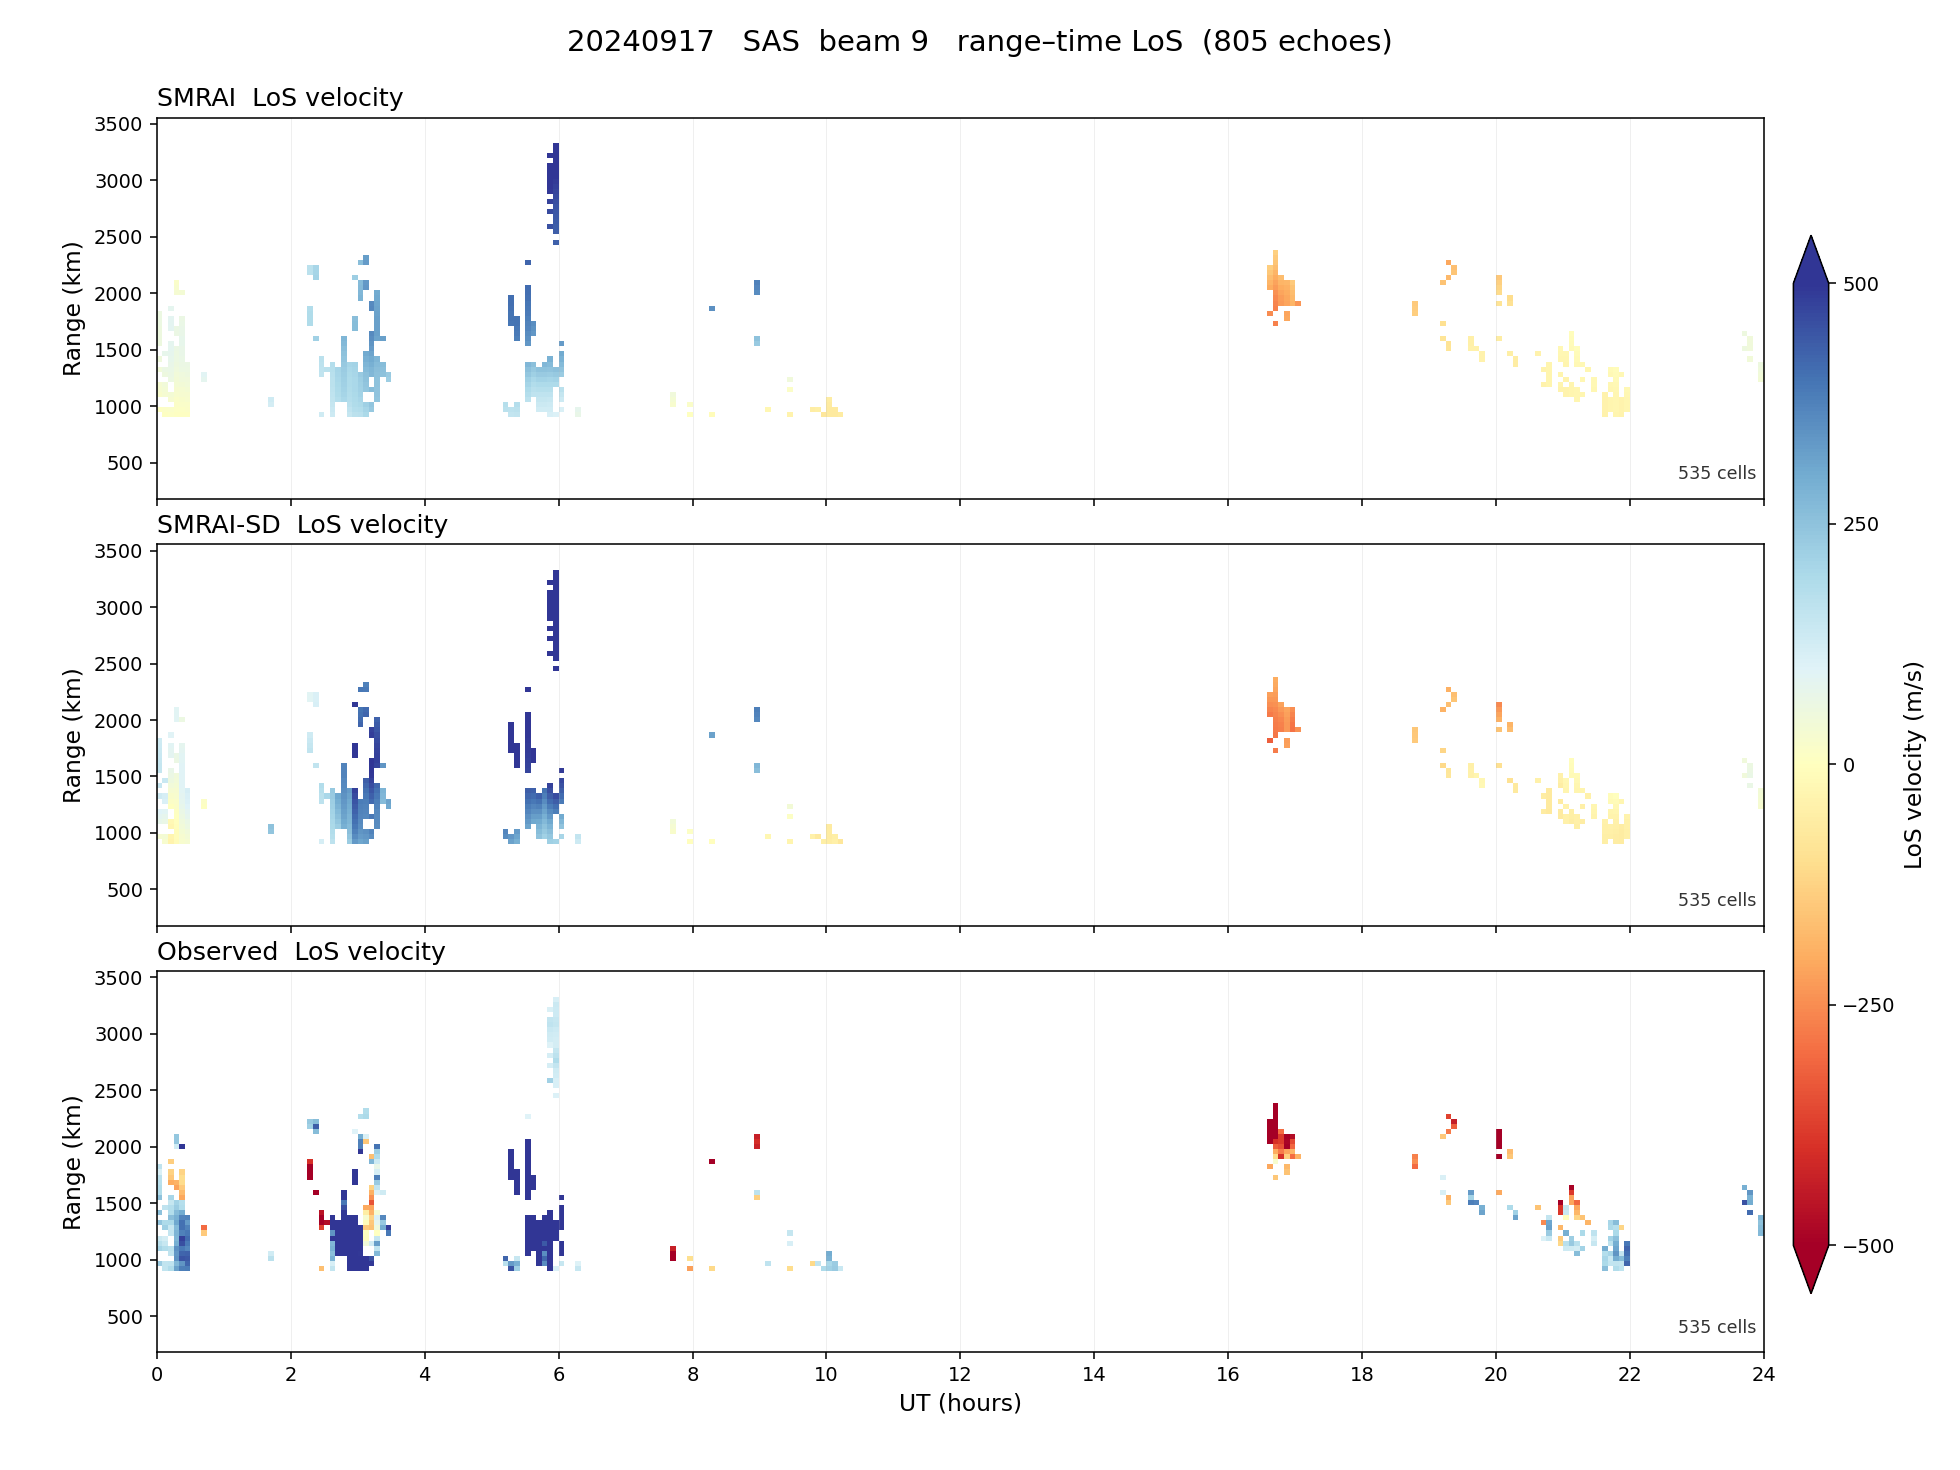 20240917   SAS  beam 9   range–time LoS  (805 echoes)
SMRAI  LoS velocity
3500
3000
2500
2000
1500
1000
500
Range (km)
535 cells
SMRAI-SD  LoS velocity
3500
3000
2500
2000
1500
1000
500
Range (km)
535 cells
Observed  LoS velocity
3500
3000
2500
2000
1500
1000
500
Range (km)
535 cells
0 2 4 6 8 10 12 14 16 18 20 22 24
UT (hours)
500
250
0
−250
−500
LoS velocity (m/s)